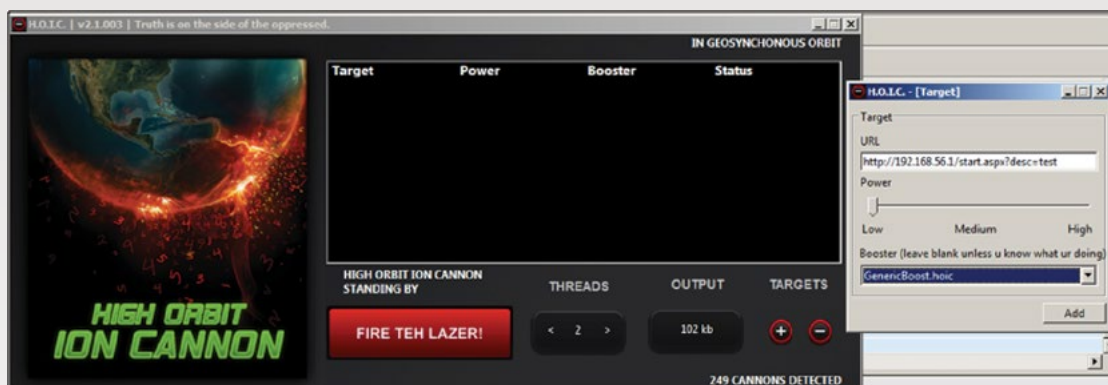 H.O.I.C. | v2.1.003 | Truth is on the side of the oppressed.
IN GEOSYNCHONOUS ORBIT
Target Power Booster Status
HIGH ORBIT
ION CANNON
HIGH ORBIT ION CANNON
STANDING BY
THREADS OUTPUT TARGETS
FIRE TEH LAZER!
< 2 >
102 kb
249 CANNONS DETECTED
H.O.I.C. - [Target]
Target
URL
http://192.168.56.1/start.aspx?desc=test
Power
Low Medium High
Booster (leave blank unless u know what ur doing)
GenericBoost.hoic
Add